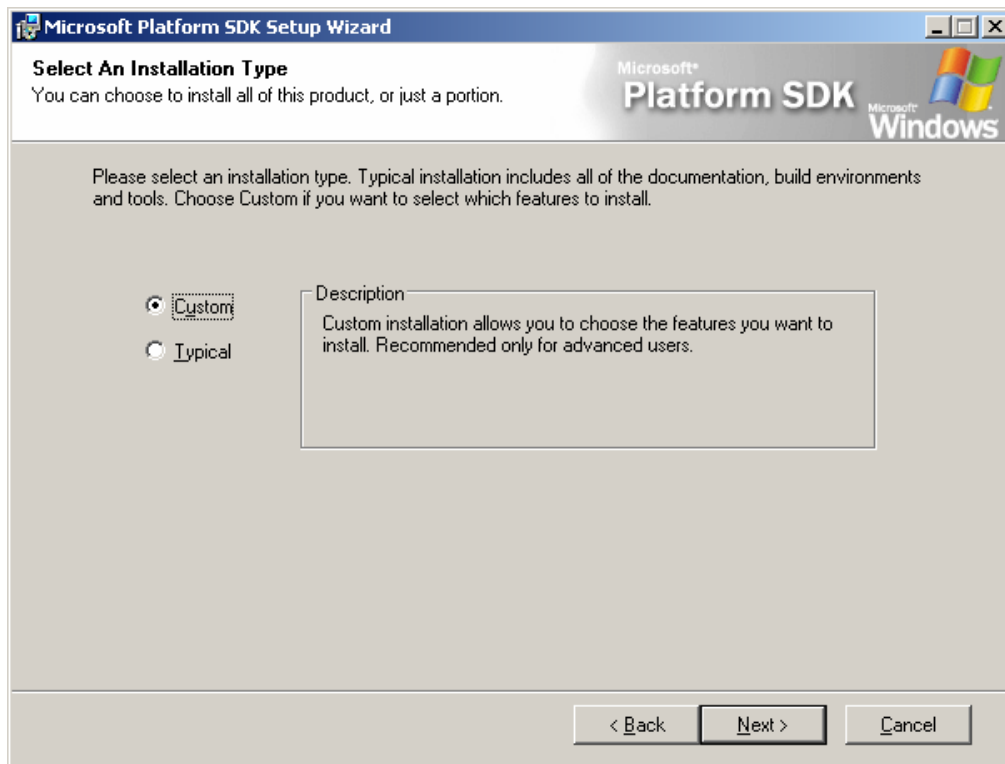 Microsoft Platform SDK Setup Wizard
Select An Installation Type
You can choose to install all of this product, or just a portion.
Microsoft
Platform SDK
Microsoft
Windows
Please select an installation type. Typical installation includes all of the documentation, build environments
and tools. Choose Custom if you want to select which features to install.
Custom
Typical
Description
Custom installation allows you to choose the features you want to
install. Recommended only for advanced users.
< Back
Next >
Cancel